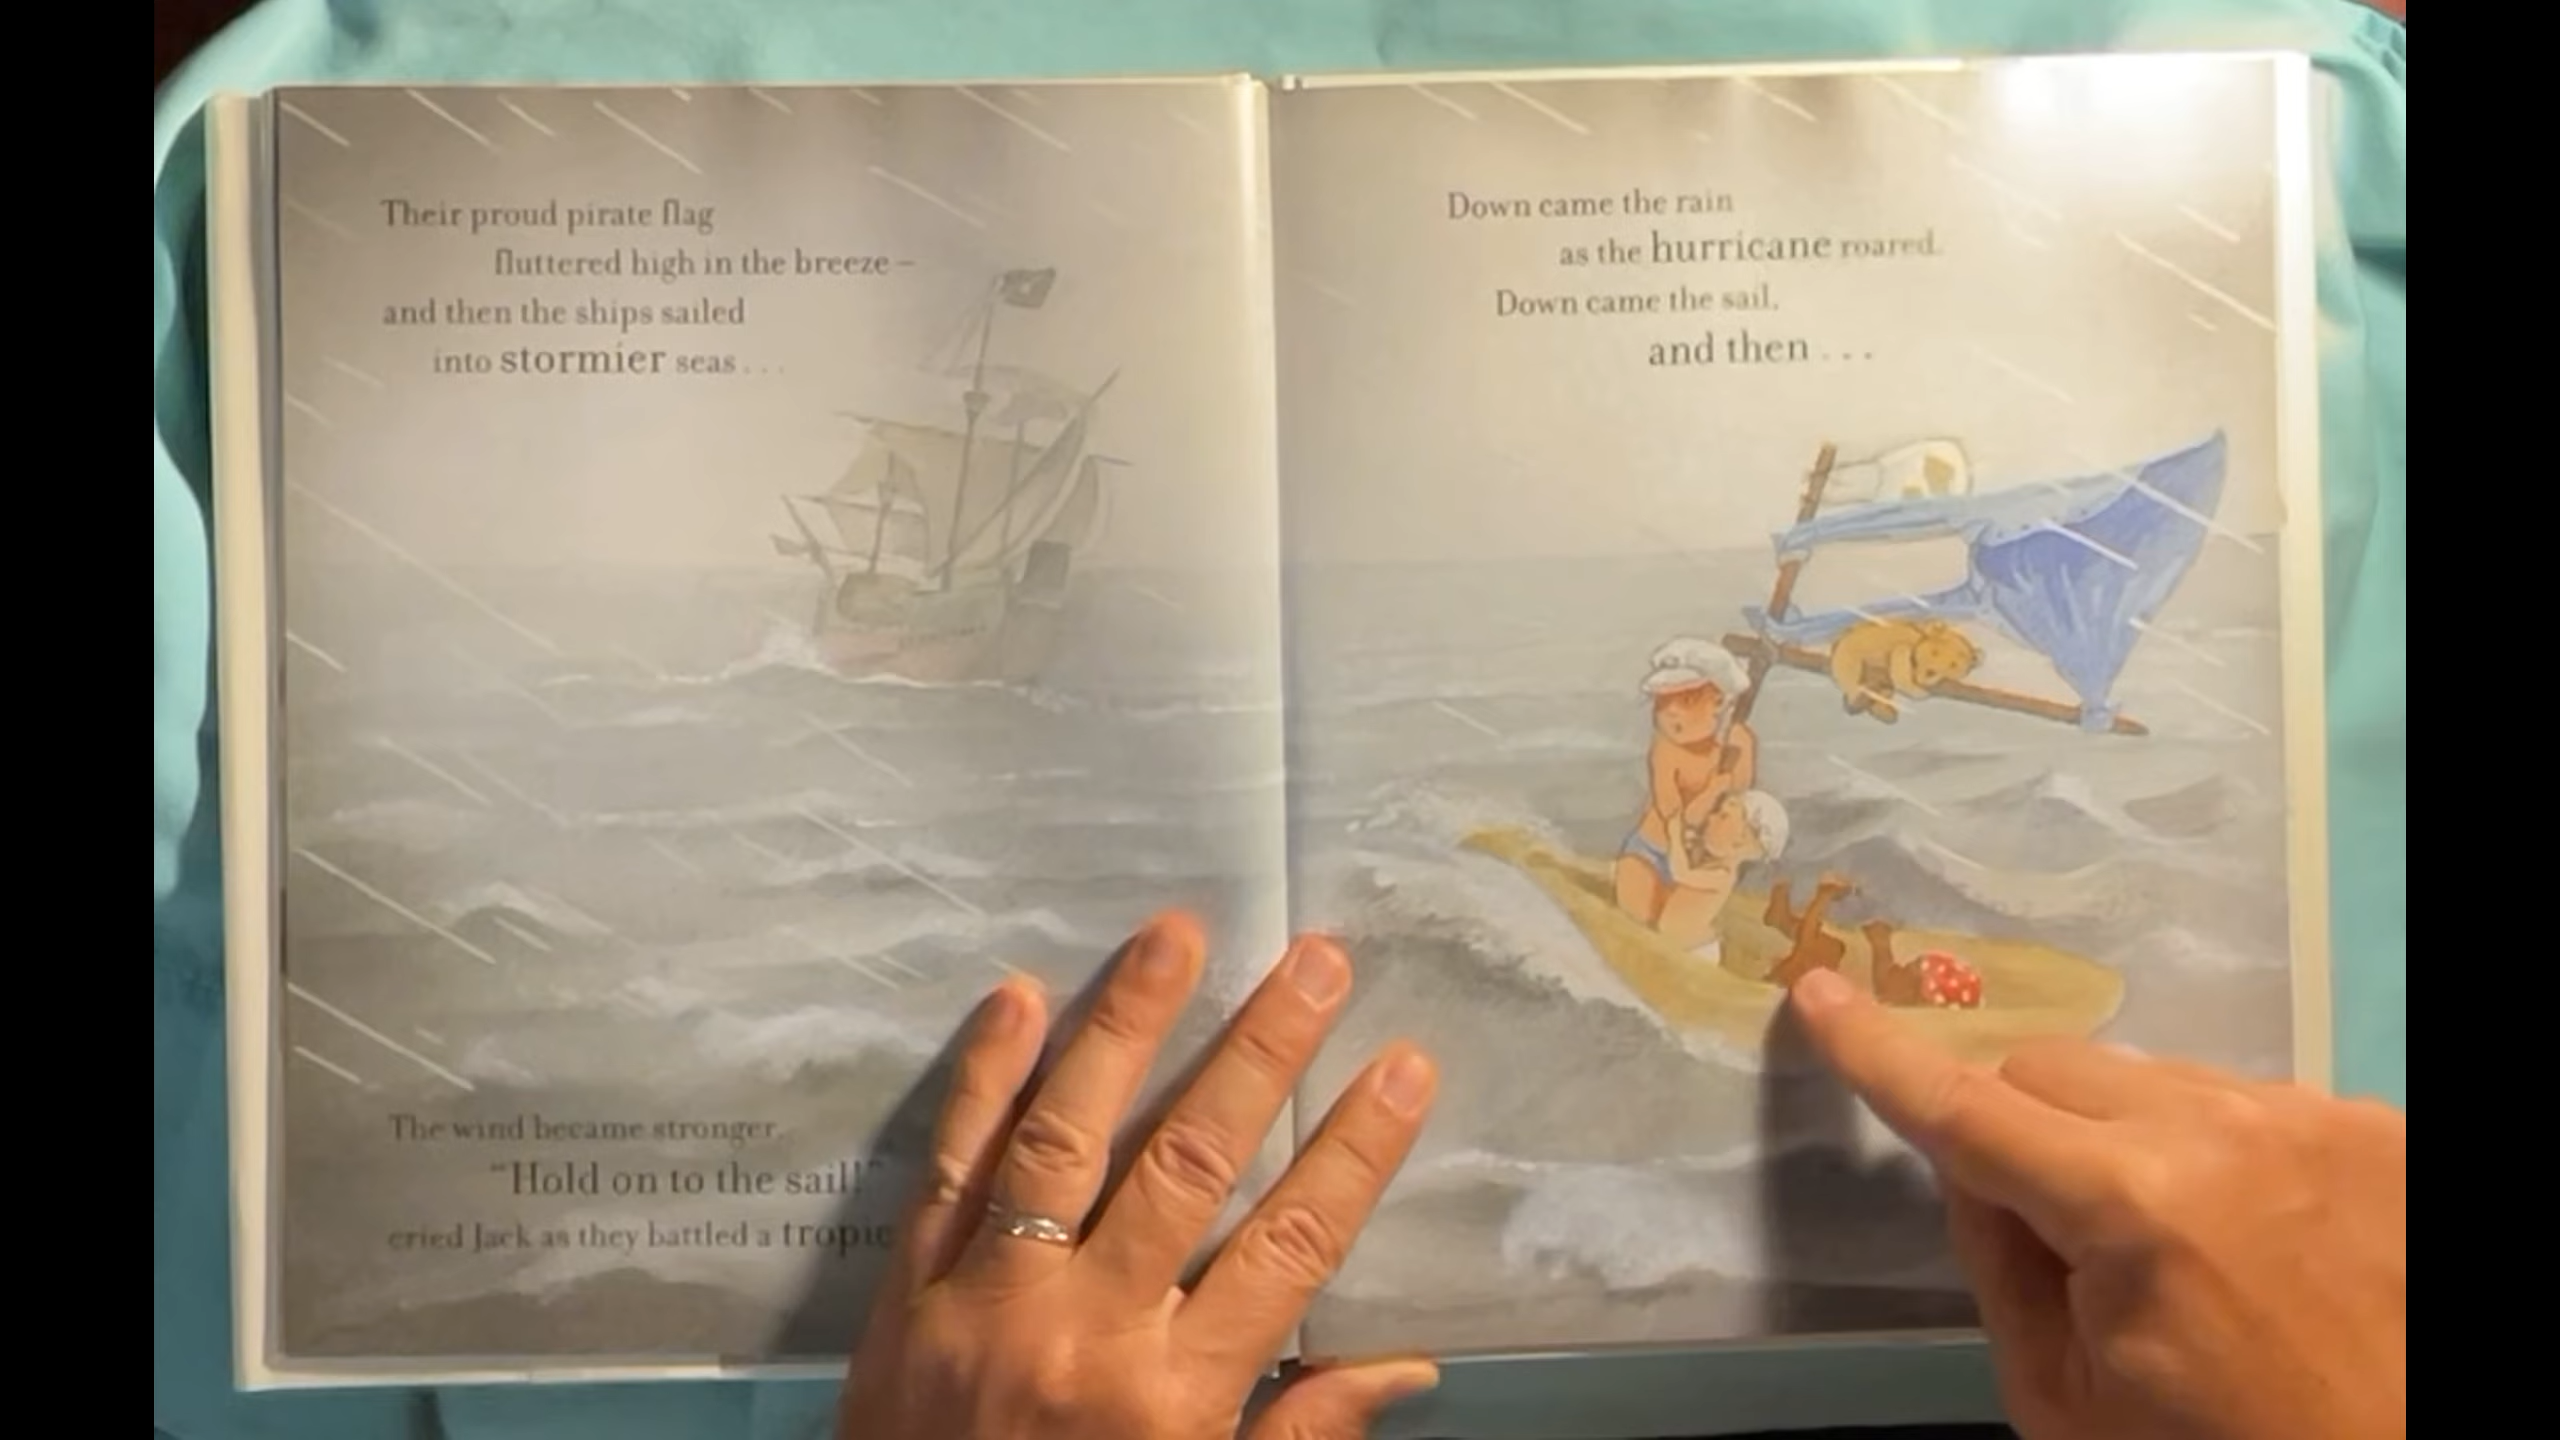 Their proud pirate flag
fluttered high in the breeze –
and then the ships sailed
into stormier seas . . .
The wind became stronger.
"Hold on to the sail!"
cried Jack as they battled a
Down came the rain
as the hurricane roared.
Down came the sail,
and then . . .